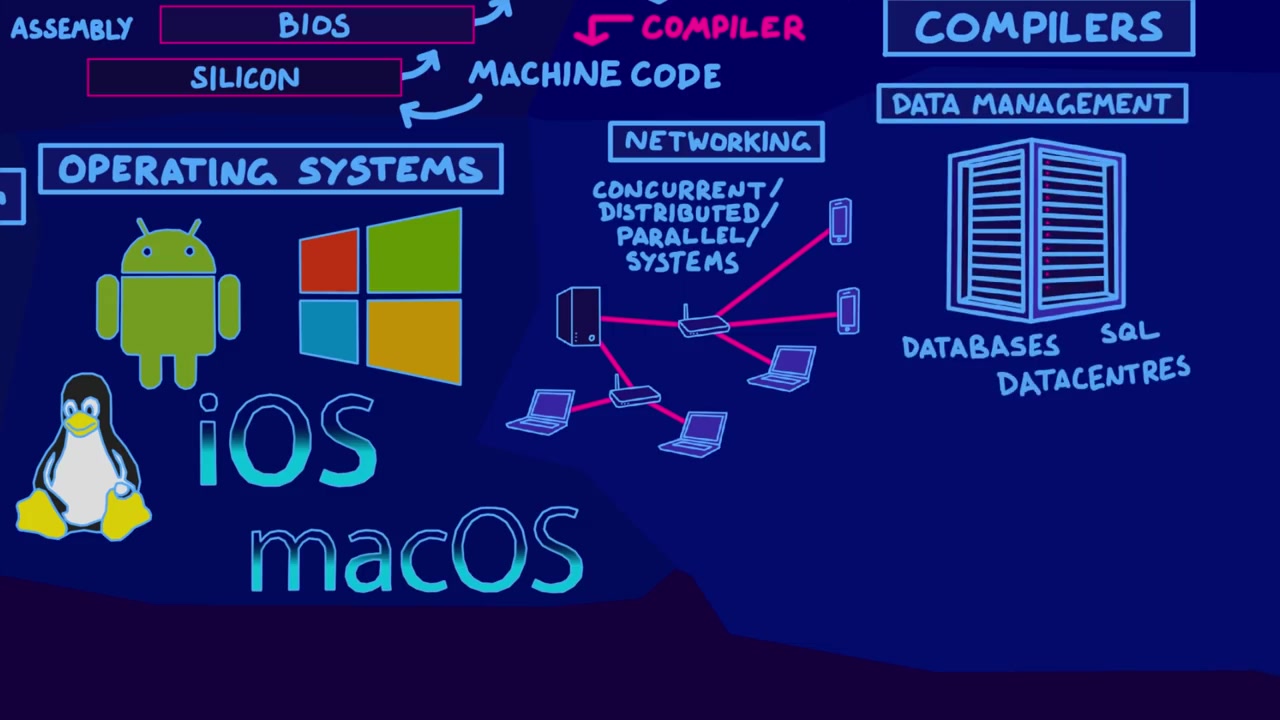 ASSEMBLY
BIOS
SILICON
MACHINE CODE
COMPILER
COMPILERS
OPERATING SYSTEMS
iOS
macOS
NETWORKING
CONCURRENT/
DISTRIBUTED/
PARALLEL/
SYSTEMS
DATA MANAGEMENT
DATABASES
SQL
DATACENTRES